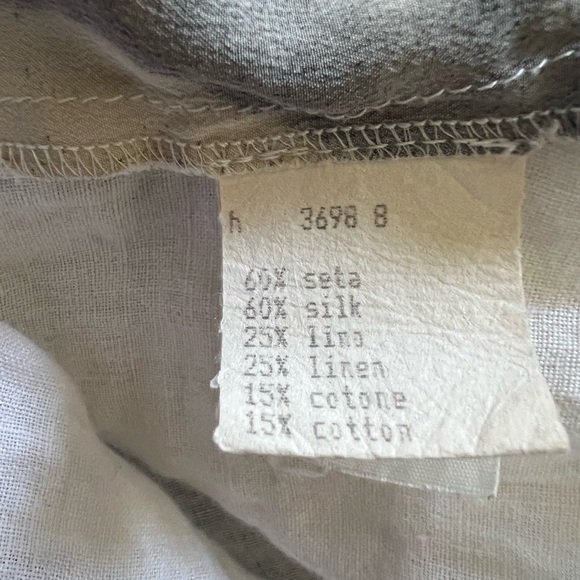 h 3698 8
60% seta
60% silk
25% lino
25% linen
15% cotone
15% cotton